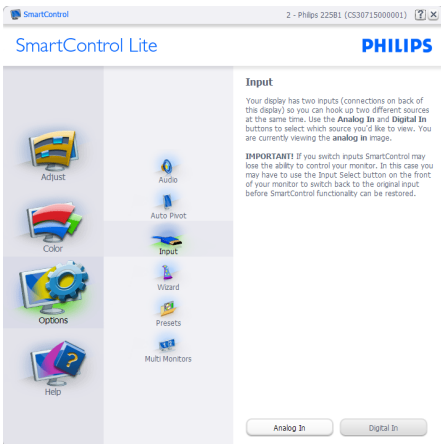 SmartControl
2 - Philips 225B1 (CS30715000001)
SmartControl Lite
PHILIPS
Adjust
Color
Options
Help
Audio
Auto Pivot
Input
Wizard
Presets
Multi Monitors
Input
Your display has two inputs (connections on back of
this display) so you can hook up two different sources
at the same time. Use the Analog In and Digital In
buttons to select which source you'd like to view. You
are currently viewing the analog in image.
IMPORTANT! If you switch inputs SmartControl may
lose the ability to control your monitor. In this case you
may have to use the Input Select button on the front
of your monitor to switch back to the original input
before SmartControl functionality can be restored.
Analog In
Digital In